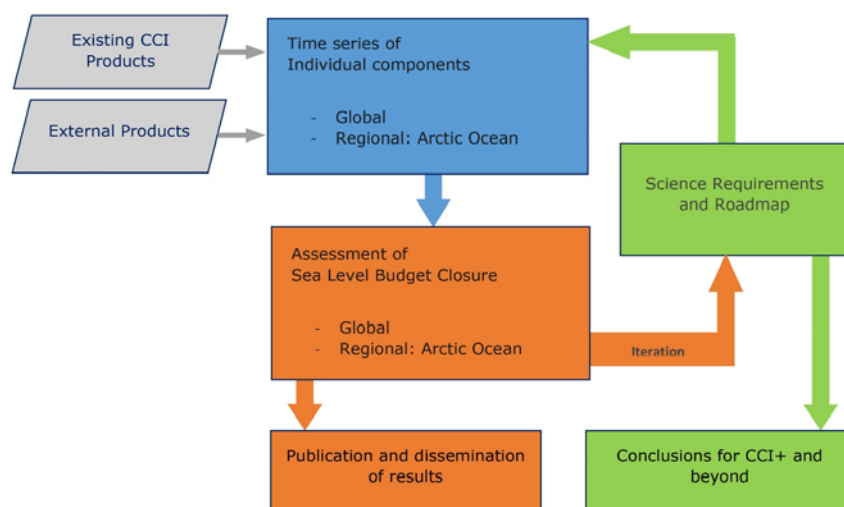 Existing CCI
Products
External Products
Time series of
Individual components
- Global
- Regional: Arctic Ocean
Science Requirements
and Roadmap
Assessment of
Sea Level Budget Closure
- Global
- Regional: Arctic Ocean
Iteration
Publication and dissemination
of results
Conclusions for CCI+ and
beyond